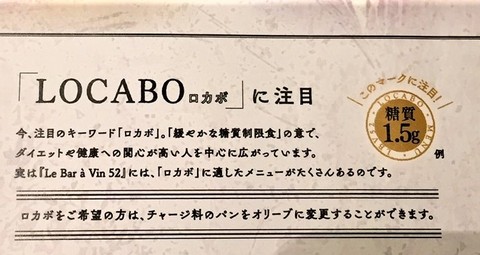 「LOCABOロカボ」に注目
＼このマークに注目！／
LOCABO MENU
糖質
1.5g
例
今、注目のキーワード「ロカボ」。「緩やかな糖質制限食」の意で、
ダイエットや健康への関心が高い人を中心に広がっています。
実は『Le Bar à Vin 52』には、「ロカボ」に適したメニューがたくさんあるのです。
ロカボをご希望の方は、チャージ料のパンをオリーブに変更することができます。